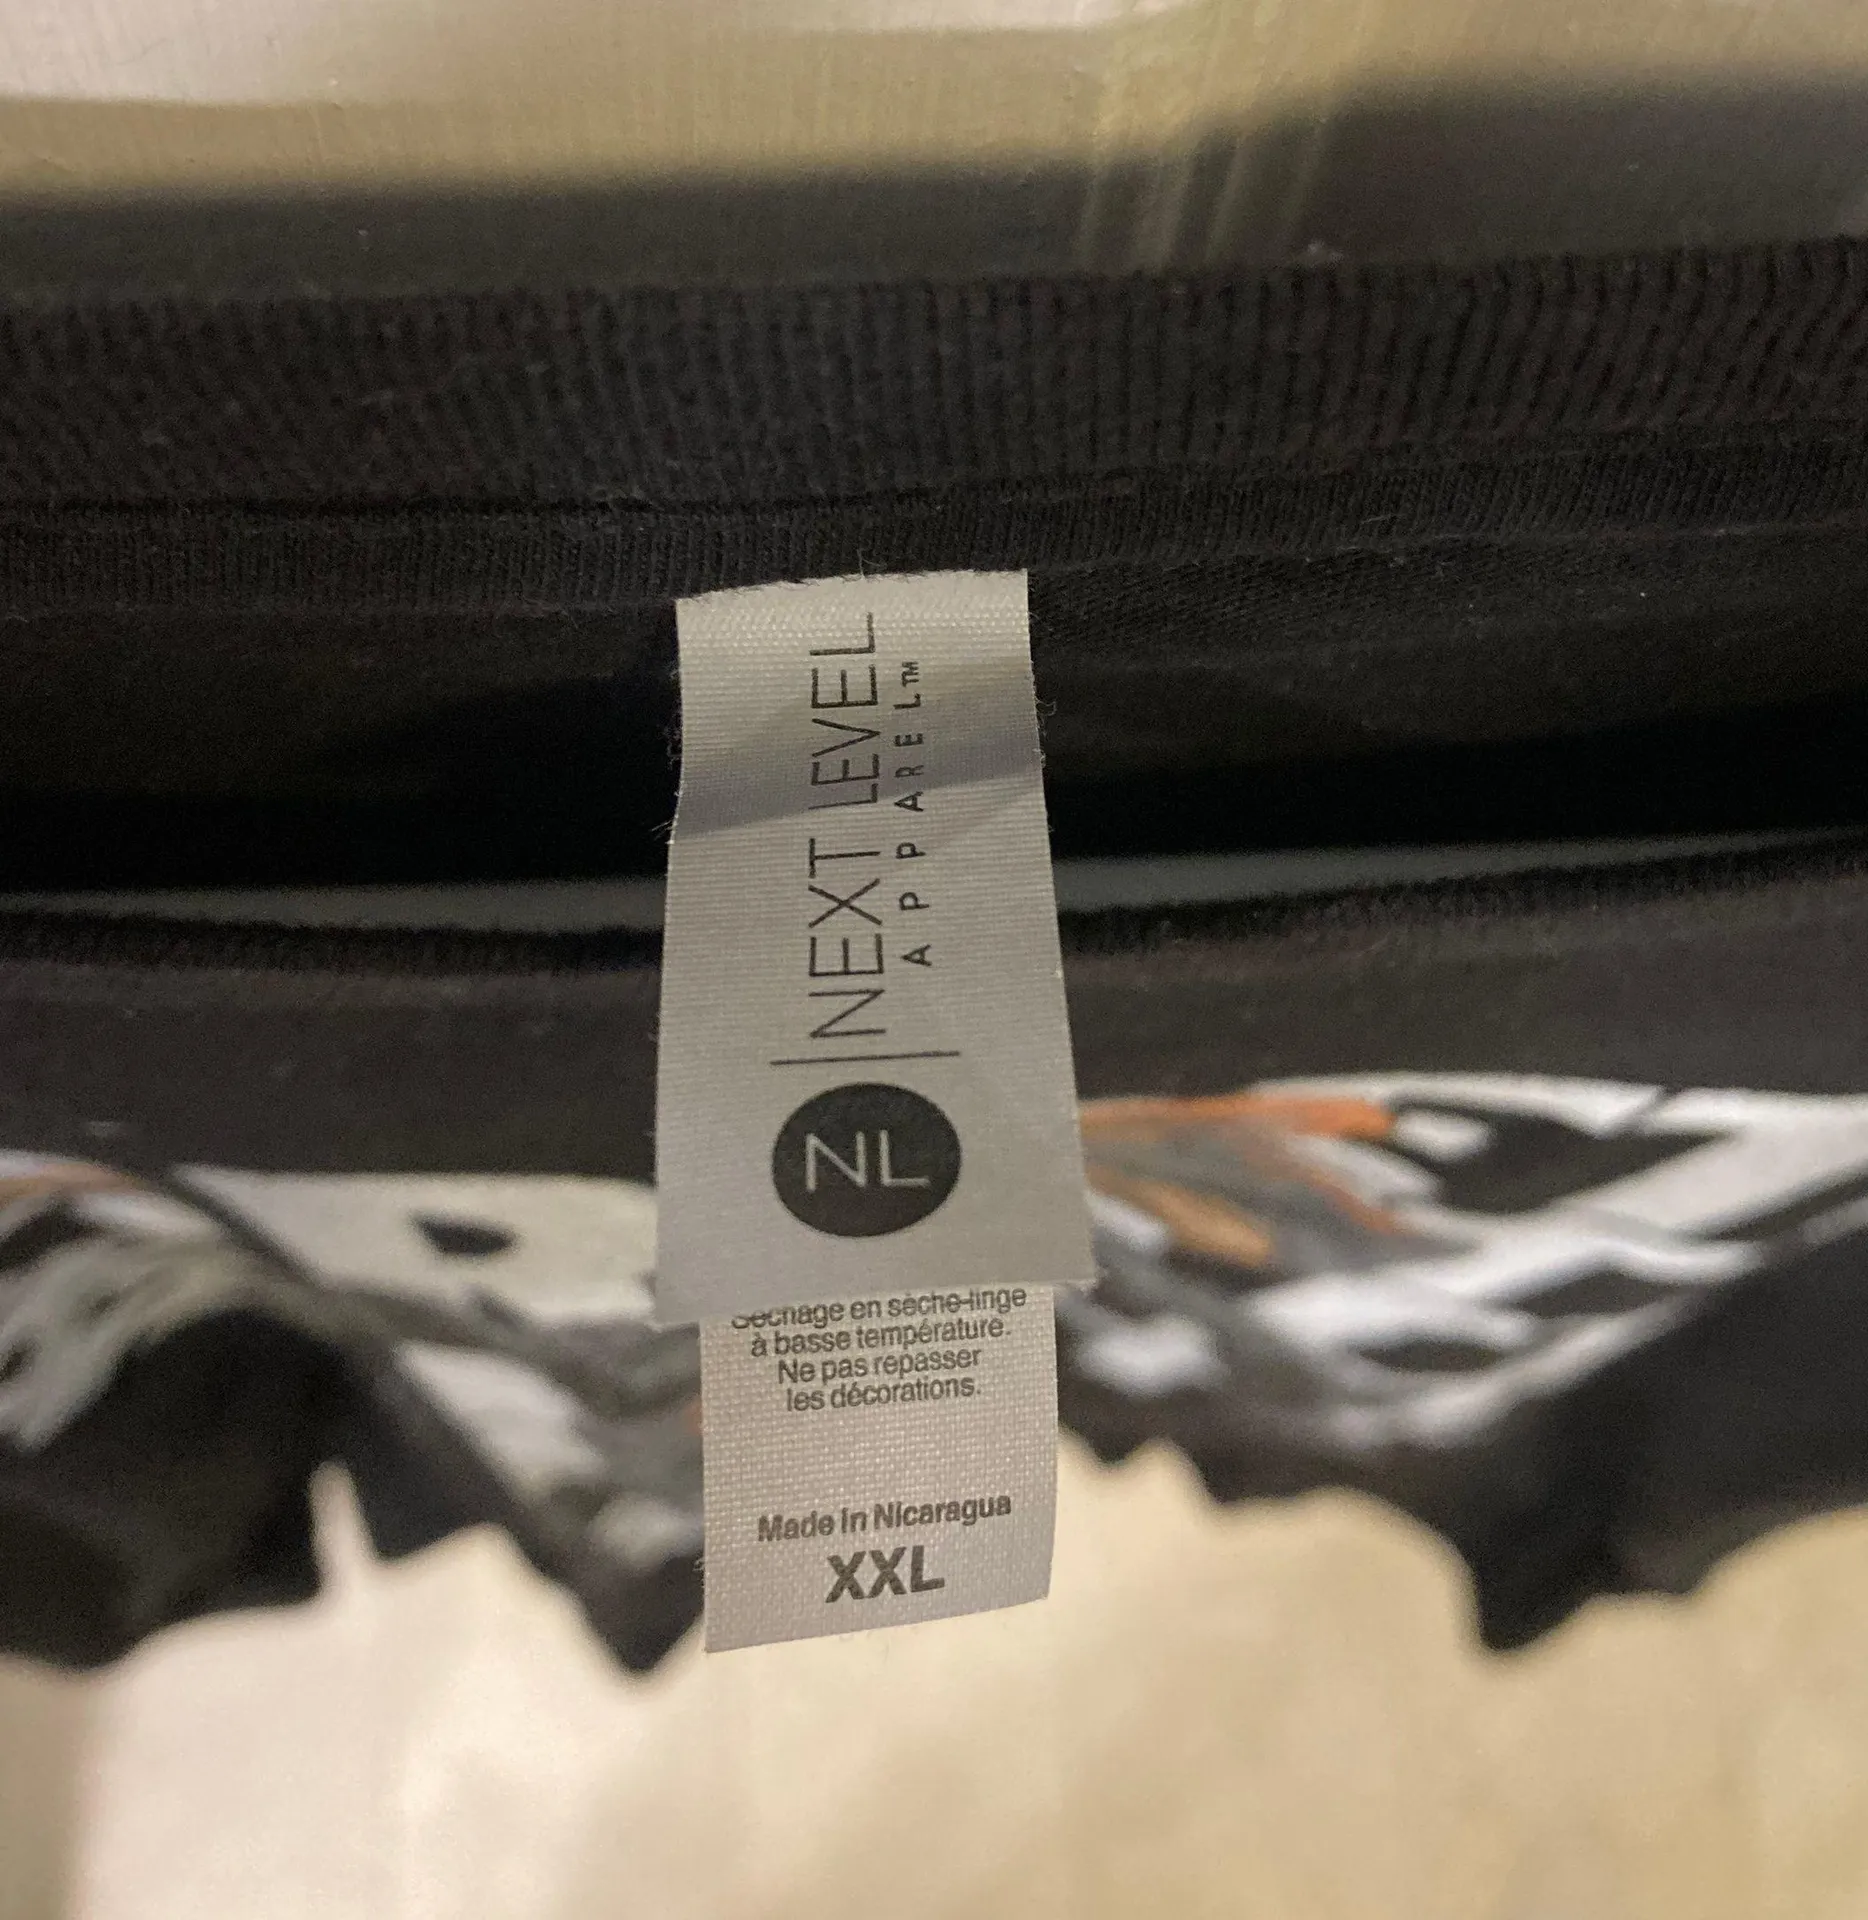 NEXT LEVEL
APPAREL™
NL
Séchage en sèche-linge
à basse température.
Ne pas repasser
les décorations.
Made in Nicaragua
XXL